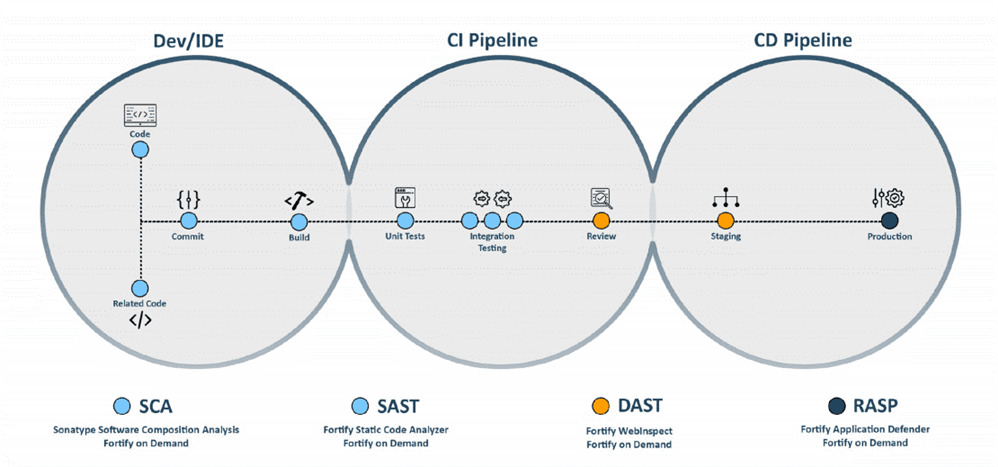 Dev/IDE
CI Pipeline
CD Pipeline
</>
Code
Commit
Build
Unit Tests
Integration
Testing
Review
Staging
Production
Related Code
</>
SCA
Sonatype Software Composition Analysis
Fortify on Demand
SAST
Fortify Static Code Analyzer
Fortify on Demand
DAST
Fortify WebInspect
Fortify on Demand
RASP
Fortify Application Defender
Fortify on Demand